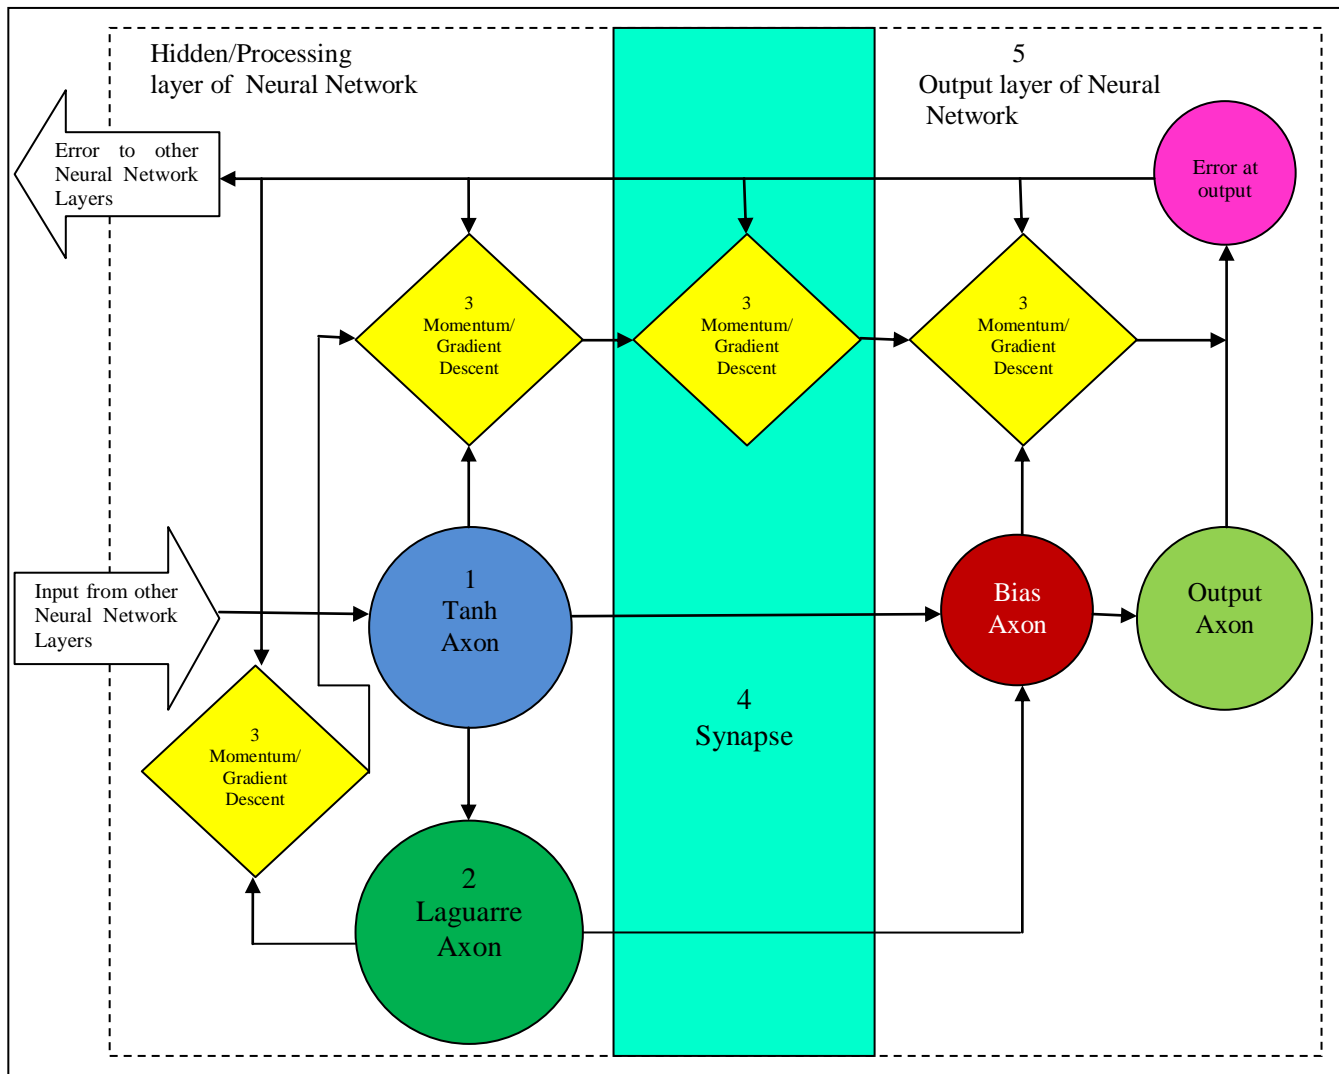 Hidden/Processing
layer of Neural Network
5
Output layer of Neural
Network
Error to other
Neural Network
Layers
Error at
output
3
Momentum/
Gradient
Descent
3
Momentum/
Gradient
Descent
3
Momentum/
Gradient
Descent
Input from other
Neural Network
Layers
1
Tanh
Axon
Bias
Axon
Output
Axon
3
Momentum/
Gradient
Descent
4
Synapse
2
Laguarre
Axon